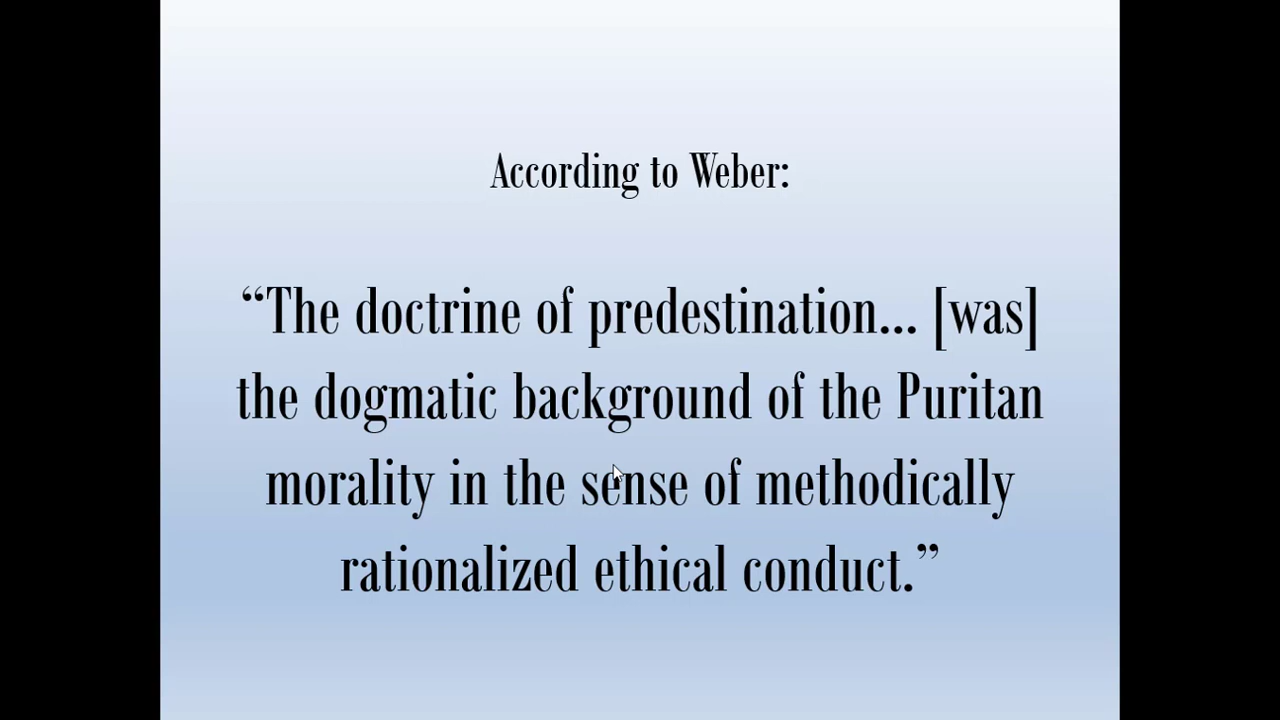 According to Weber:
“The doctrine of predestination... [was]
the dogmatic background of the Puritan
morality in the sense of methodically
rationalized ethical conduct.”